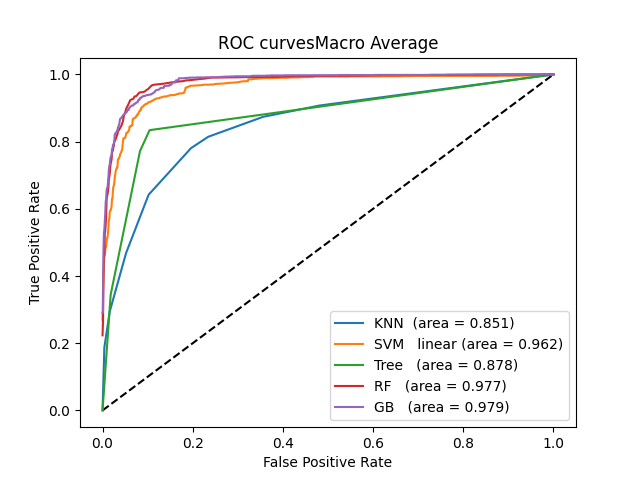 ROC curvesMacro Average
True Positive Rate
1.0
0.8
0.6
0.4
0.2
0.0
KNN  (area = 0.851)
SVM   linear (area = 0.962)
Tree   (area = 0.878)
RF   (area = 0.977)
GB   (area = 0.979)
0.0 0.2 0.4 0.6 0.8 1.0
False Positive Rate